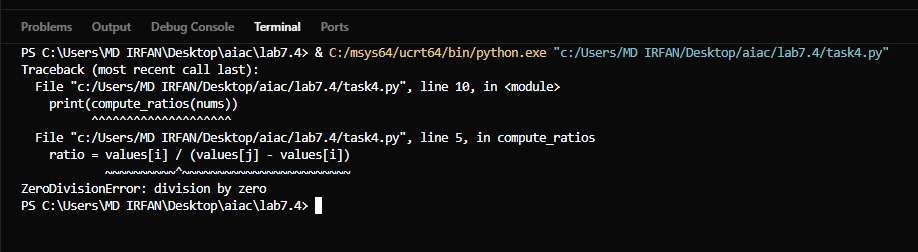 Problems Output Debug Console Terminal Ports
PS C:\Users\MD IRFAN\Desktop\aiac\lab7.4> & C:/msys64/ucrt64/bin/python.exe "c:/Users/MD IRFAN/Desktop/aiac/lab7.4/task4.py"
Traceback (most recent call last):
  File "c:/Users/MD IRFAN/Desktop/aiac/lab7.4/task4.py", line 10, in <module>
    print(compute_ratios(nums))
          ^^^^^^^^^^^^^^^^^^^^
  File "c:/Users/MD IRFAN/Desktop/aiac/lab7.4/task4.py", line 5, in compute_ratios
    ratio = values[i] / (values[j] - values[i])
            ~~~~~~~~~~^~~~~~~~~~~~~~~~~~~~~~~~~
ZeroDivisionError: division by zero
PS C:\Users\MD IRFAN\Desktop\aiac\lab7.4>